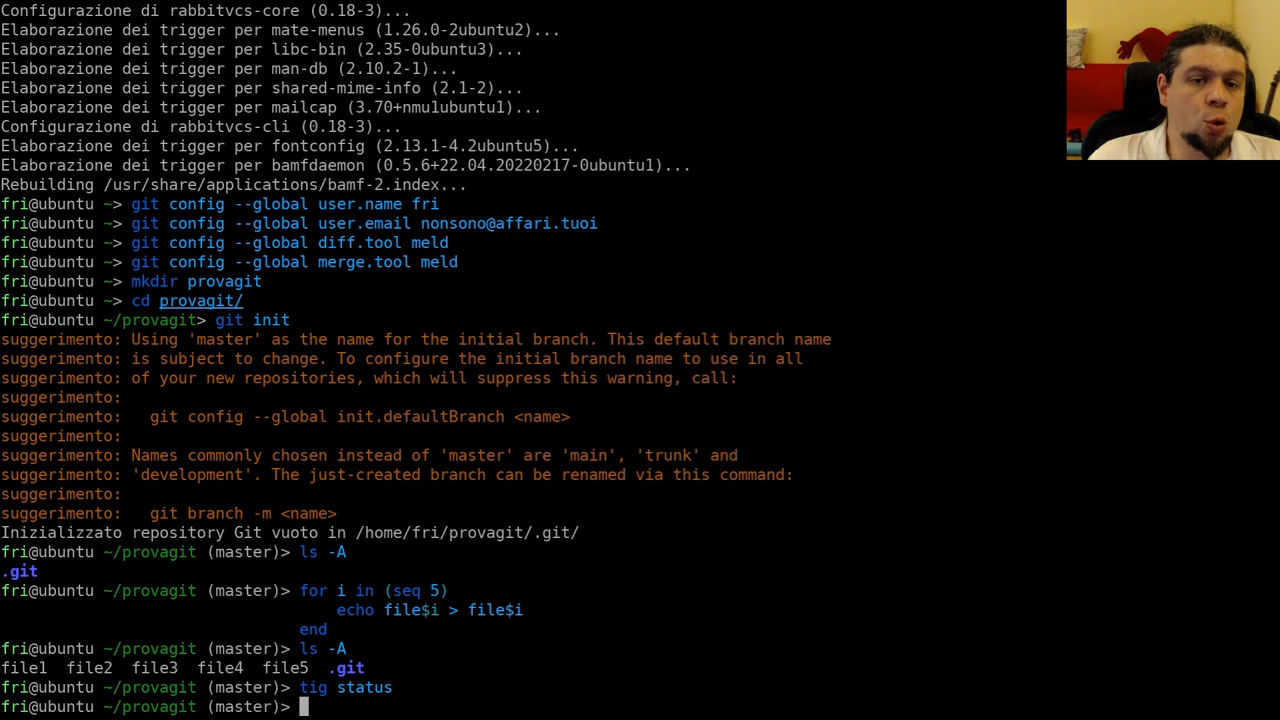 Configurazione di rabbitvcs-core (0.18-3)...
Elaborazione dei trigger per mate-menus (1.26.0-2ubuntu2)...
Elaborazione dei trigger per libc-bin (2.35-0ubuntu3)...
Elaborazione dei trigger per man-db (2.10.2-1)...
Elaborazione dei trigger per shared-mime-info (2.1-2)...
Elaborazione dei trigger per mailcap (3.70+nmu1ubuntu1)...
Configurazione di rabbitvcs-cli (0.18-3)...
Elaborazione dei trigger per fontconfig (2.13.1-4.2ubuntu5)...
Elaborazione dei trigger per bamfdaemon (0.5.6+22.04.20220217-0ubuntu1)...
Rebuilding /usr/share/applications/bamf-2.index...
fri@ubuntu ~> git config --global user.name fri
fri@ubuntu ~> git config --global user.email nonsono@affari.tuoi
fri@ubuntu ~> git config --global diff.tool meld
fri@ubuntu ~> git config --global merge.tool meld
fri@ubuntu ~> mkdir provagit
fri@ubuntu ~> cd provagit/
fri@ubuntu ~/provagit> git init
suggerimento: Using 'master' as the name for the initial branch. This default branch name
suggerimento: is subject to change. To configure the initial branch name to use in all
suggerimento: of your new repositories, which will suppress this warning, call:
suggerimento:
suggerimento:   git config --global init.defaultBranch <name>
suggerimento:
suggerimento: Names commonly chosen instead of 'master' are 'main', 'trunk' and
suggerimento: 'development'. The just-created branch can be renamed via this command:
suggerimento:
suggerimento:   git branch -m <name>
Inizializzato repository Git vuoto in /home/fri/provagit/.git/
fri@ubuntu ~/provagit (master)> ls -A
.git
fri@ubuntu ~/provagit (master)> for i in (seq 5)
                                    echo file$i > file$i
                                end
fri@ubuntu ~/provagit (master)> ls -A
file1  file2  file3  file4  file5  .git
fri@ubuntu ~/provagit (master)> tig status
fri@ubuntu ~/provagit (master)>